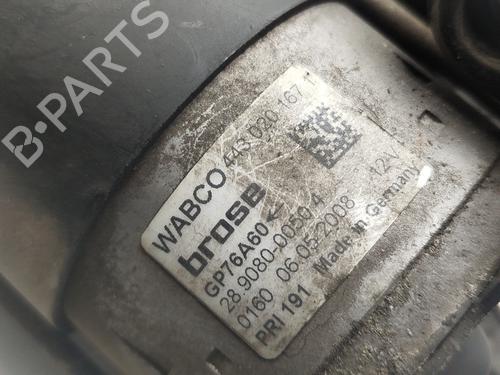 B-PARTS
WABCO 443 020 167 1
brose
GP76A60
28.9080-0050/4 12V
0160 06-05-2008
PRI 191 Made in Germany